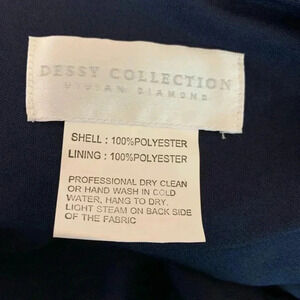 DESSY COLLECTION
VIVIAN DIAMOND
SHELL : 100%POLYESTER
LINING : 100%POLYESTER
PROFESSIONAL DRY CLEAN
OR HAND WASH IN COLD
WATER, HANG TO DRY.
LIGHT STEAM ON BACK SIDE
OF THE FABRIC